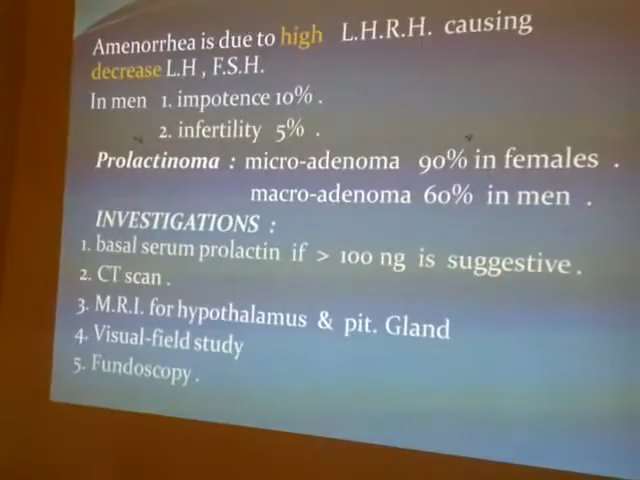 Amenorrhea is due to high L.H.R.H. causing
decrease L.H , F.S.H.
In men 1. impotence 10% .
2. infertility 5% .
Prolactinoma : micro-adenoma 90% in females .
macro-adenoma 60% in men .
INVESTIGATIONS :
1. basal serum prolactin if > 100 ng is suggestive.
2. CT scan .
3. M.R.I. for hypothalamus & pit. Gland
4. Visual-field study
5. Fundoscopy .